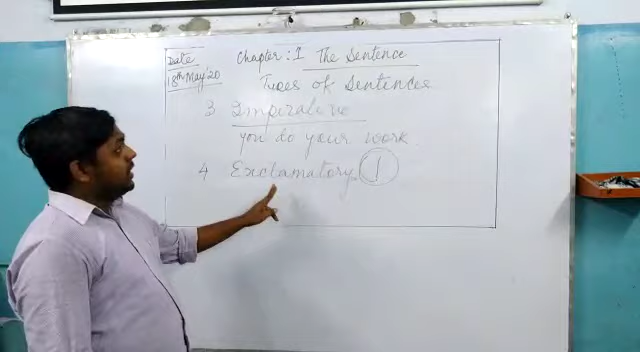 Date
18th May'20
Chapter : 1 The Sentence
Types of Sentences
3 Imperative
you do your work.
4 Exclamatory !